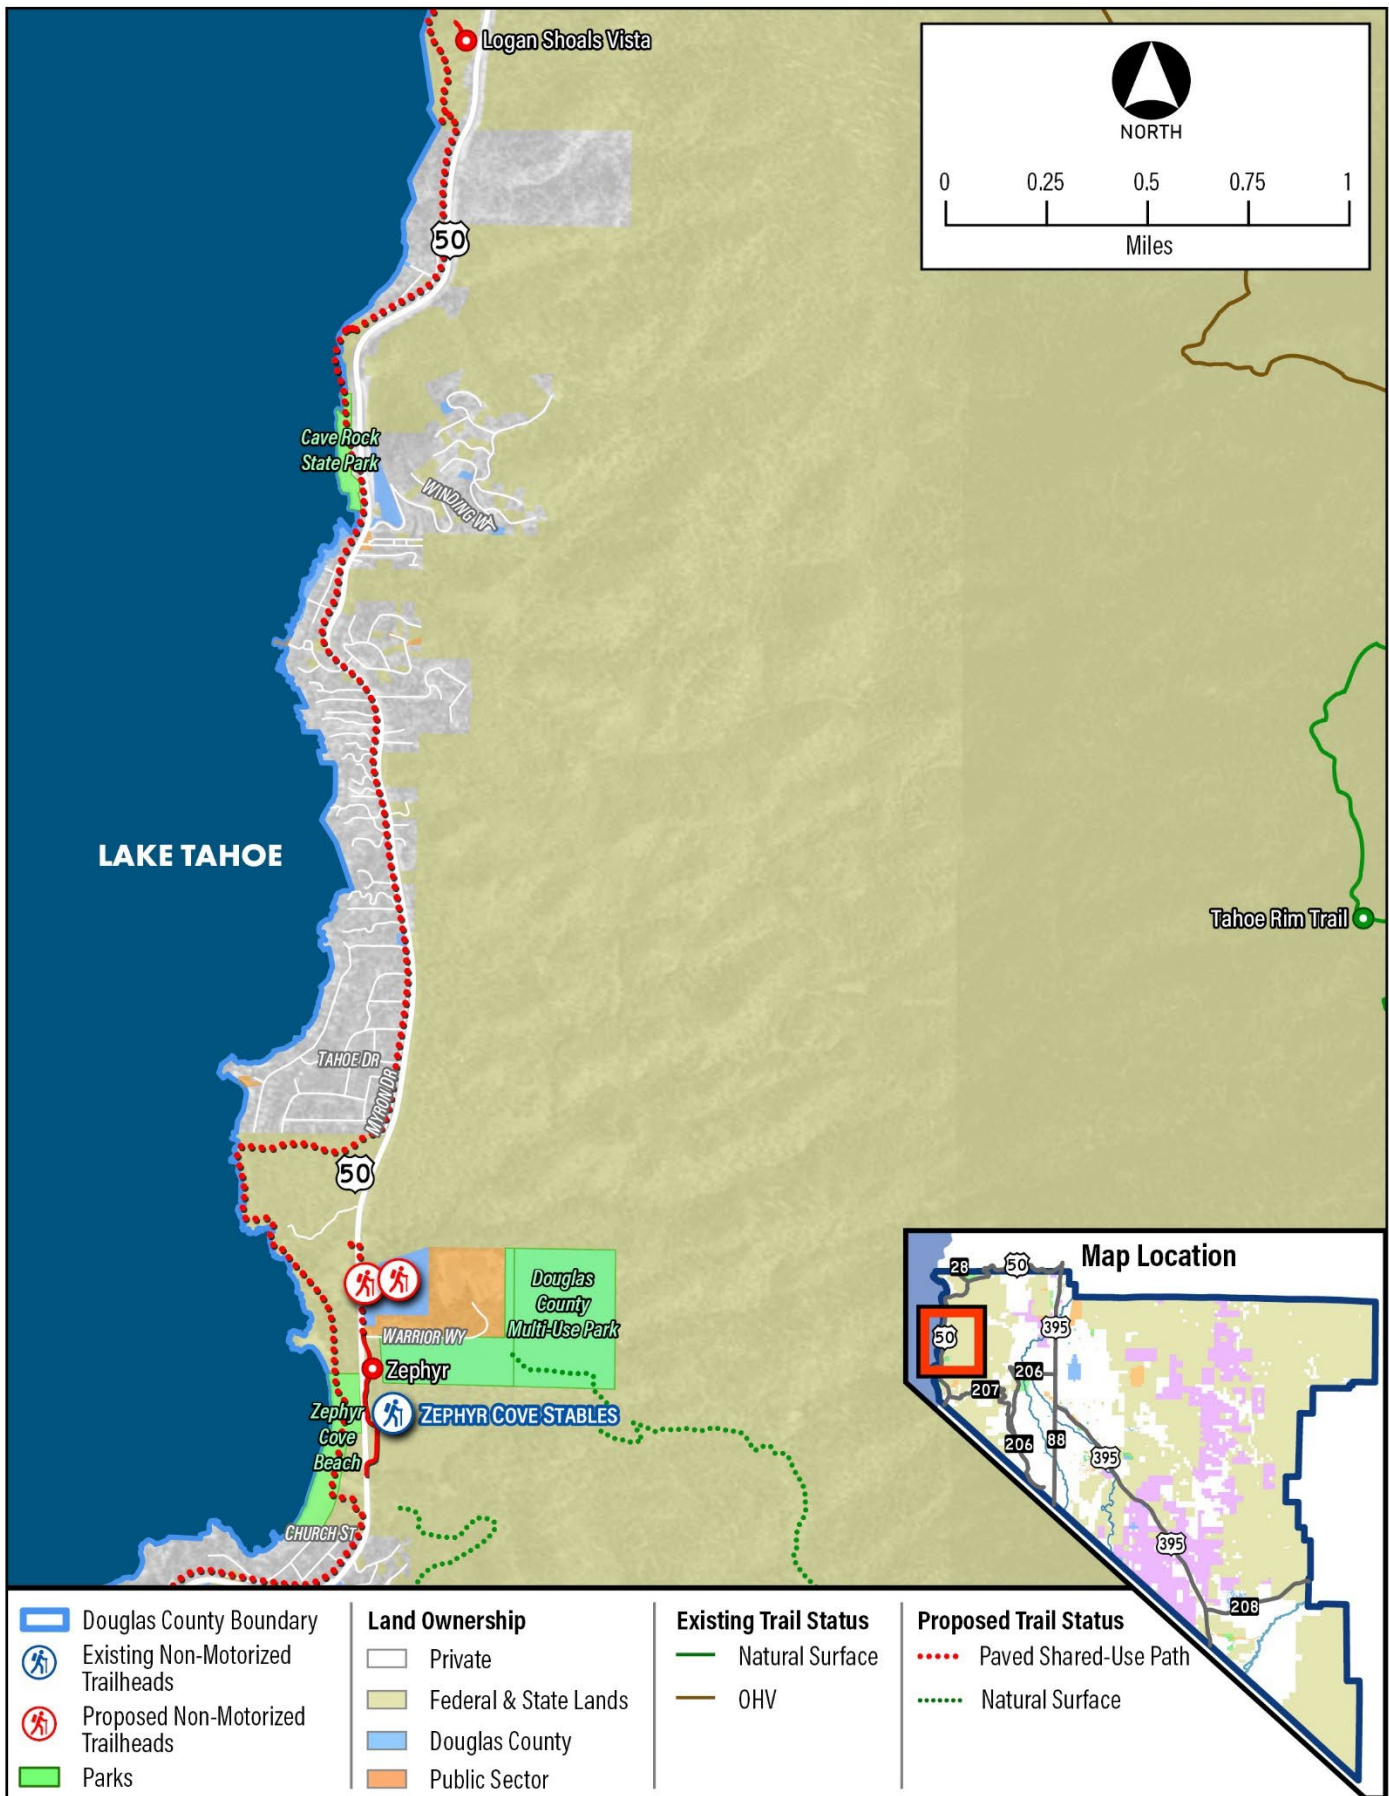 Logan Shoals Vista
NORTH
0 0.25 0.5 0.75 1
Miles
50
Cave Rock
State Park
WINDING WY
LAKE TAHOE
Tahoe Rim Trail
TAHOE DR
MYRON DR
50
Douglas
County
Multi-Use Park
WARRIOR WY
Zephyr
ZEPHYR COVE STABLES
Zephyr
Cove
Beach
CHURCH ST
Map Location
28
50
50
395
206
207
206
88
395
395
208
Douglas County Boundary
Existing Non-Motorized
Trailheads
Proposed Non-Motorized
Trailheads
Parks
Land Ownership
Private
Federal & State Lands
Douglas County
Public Sector
Existing Trail Status
Natural Surface
OHV
Proposed Trail Status
Paved Shared-Use Path
Natural Surface